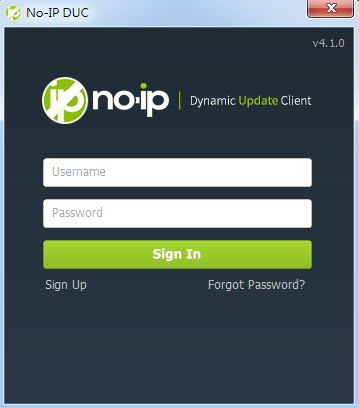 No-IP DUC
v4.1.0
no-ip | Dynamic Update Client
Username
Password
Sign In
Sign Up Forgot Password?